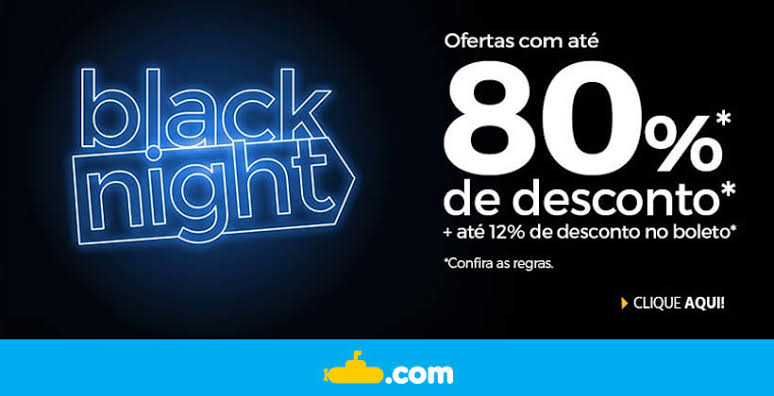 black
night
Ofertas com até
80%*
de desconto*
+ até 12% de desconto no boleto*
*Confira as regras.
CLIQUE AQUI!
.com